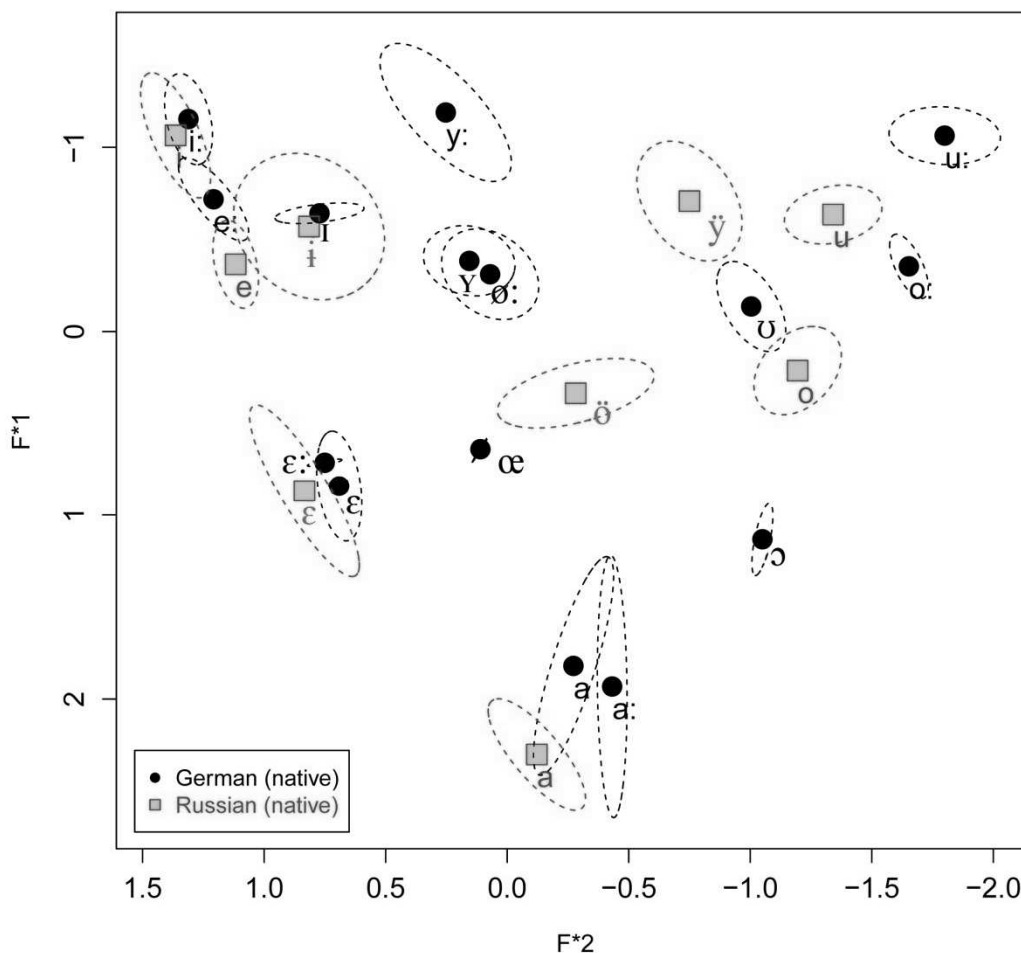 F*1
-1
0
1
2
i:
i
y:
u:
e:
ɪ
ɨ
ÿ
u
e
ʏ
ø:
o:
ʊ
ö
o
ɛ:
ɛ
ɛ
œ
ɔ
a
a:
a
German (native)
Russian (native)
1.5 1.0 0.5 0.0 −0.5 −1.0 −1.5 −2.0
F*2